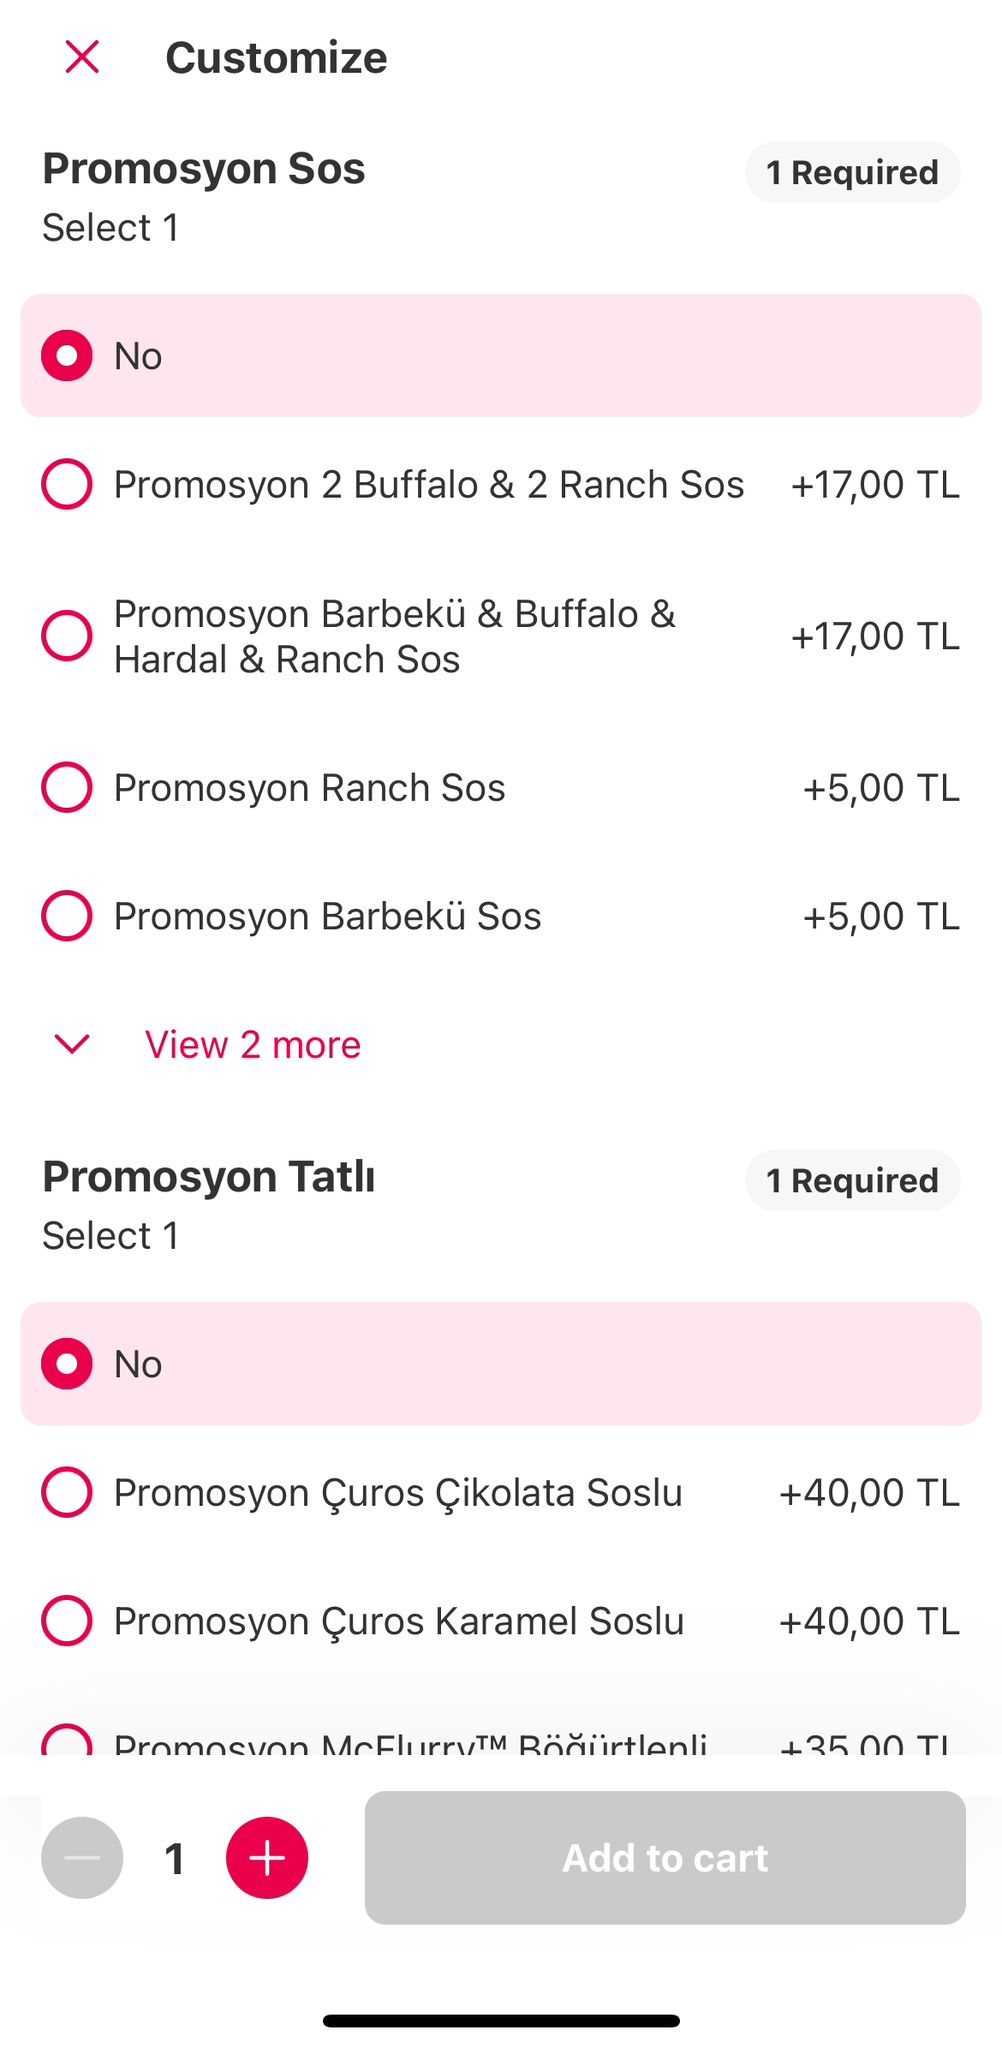 Customize
Promosyon Sos
1 Required
Select 1
No
Promosyon 2 Buffalo & 2 Ranch Sos +17,00 TL
Promosyon Barbekü & Buffalo &
Hardal & Ranch Sos
+17,00 TL
Promosyon Ranch Sos +5,00 TL
Promosyon Barbekü Sos +5,00 TL
View 2 more
Promosyon Tatlı
1 Required
Select 1
No
Promosyon Çuros Çikolata Soslu +40,00 TL
Promosyon Çuros Karamel Soslu +40,00 TL
Promosyon McFlurry™ Böğürtlenli +35,00 TL
1
Add to cart